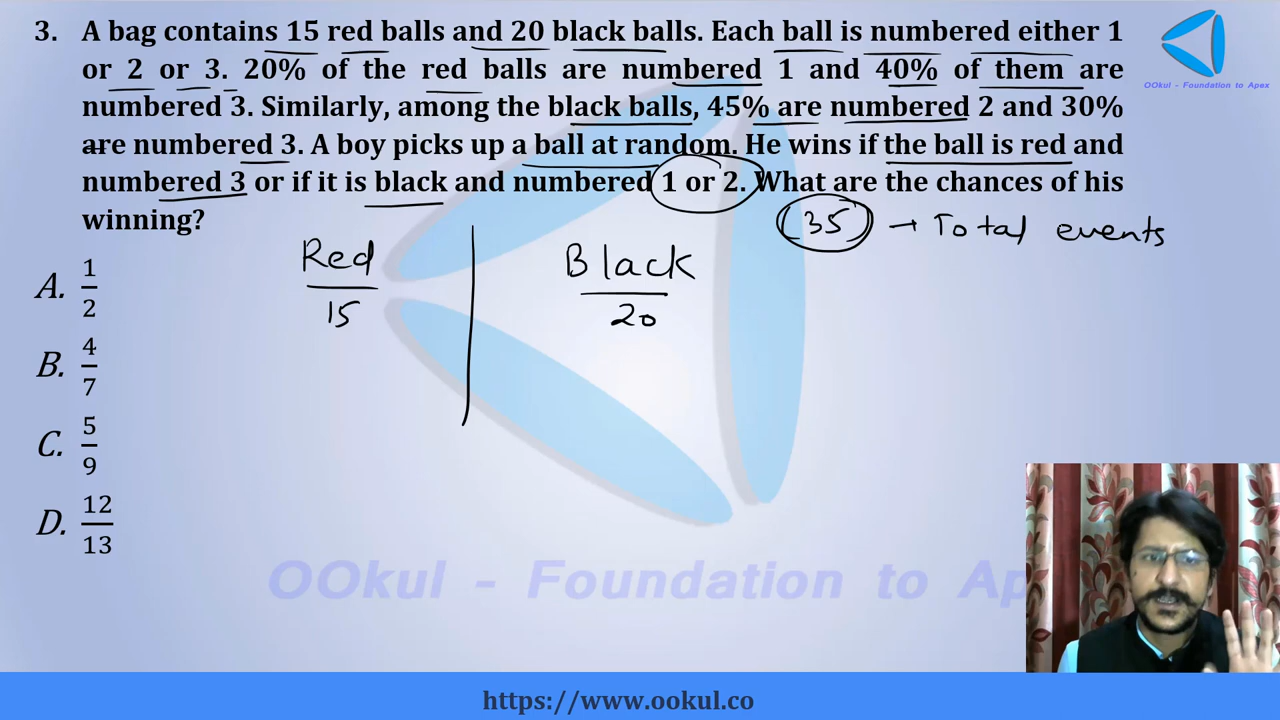 3. A bag contains 15 red balls and 20 black balls. Each ball is numbered either 1
or 2 or 3. 20% of the red balls are numbered 1 and 40% of them are
numbered 3. Similarly, among the black balls, 45% are numbered 2 and 30%
are numbered 3. A boy picks up a ball at random. He wins if the ball is red and
numbered 3 or if it is black and numbered 1 or 2. What are the chances of his
winning?
OOkul - Foundation to Apex
(35) → Total events
Red
15
Black
20
A. 1/2
B. 4/7
C. 5/9
D. 12/13
OOkul - Foundation to Ap
https://www.ookul.co